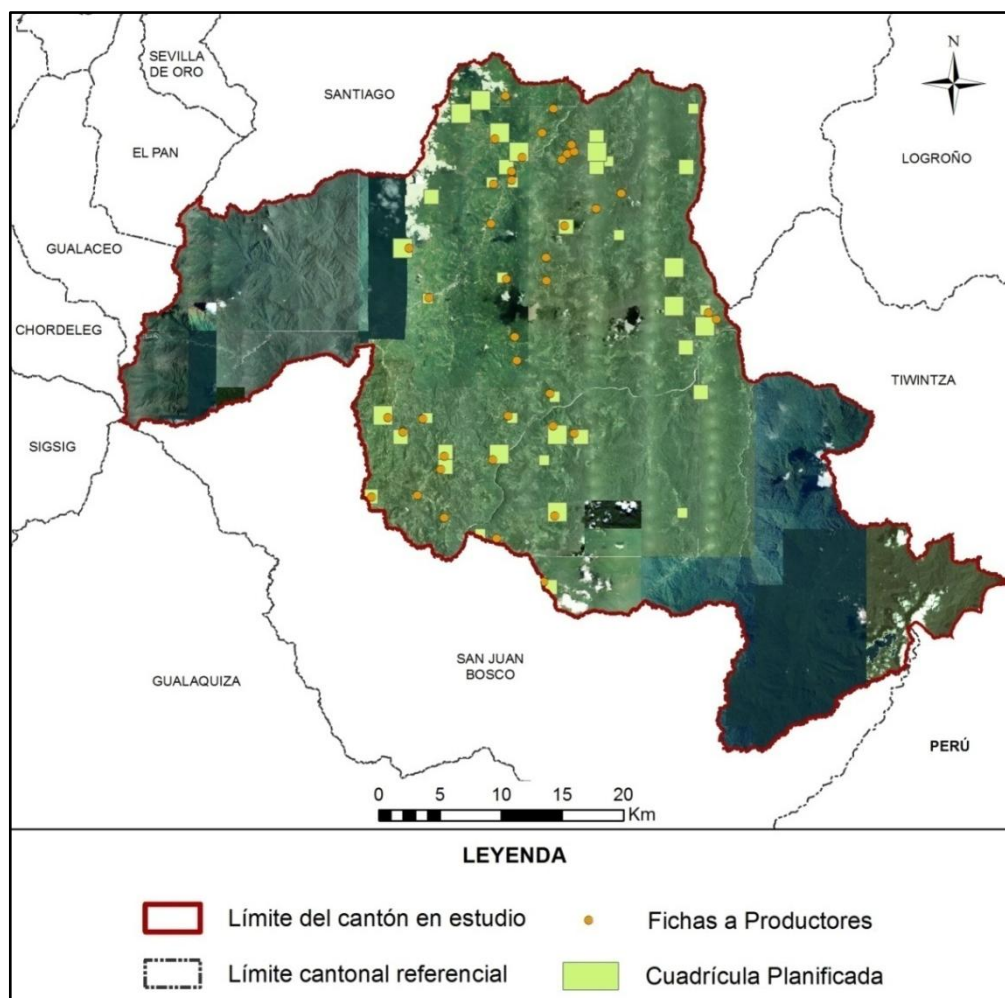 SEVILLA
DE ORO
SANTIAGO
N
EL PAN
LOGROÑO
GUALACEO
CHORDELEG
TIWINTZA
SIGSIG
SAN JUAN
BOSCO
GUALAQUIZA
PERÚ
0 5 10 15 20
Km
LEYENDA
Límite del cantón en estudio
Fichas a Productores
Límite cantonal referencial
Cuadrícula Planificada